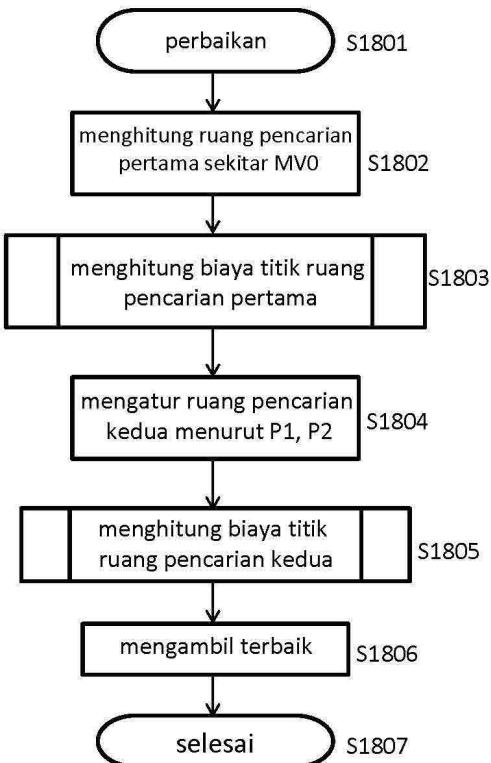 perbaikan
S1801
menghitung ruang pencarian
pertama sekitar MV0
S1802
menghitung biaya titik ruang
pencarian pertama
S1803
mengatur ruang pencarian
kedua menurut P1, P2
S1804
menghitung biaya titik
ruang pencarian kedua
S1805
mengambil terbaik
S1806
selesai
S1807